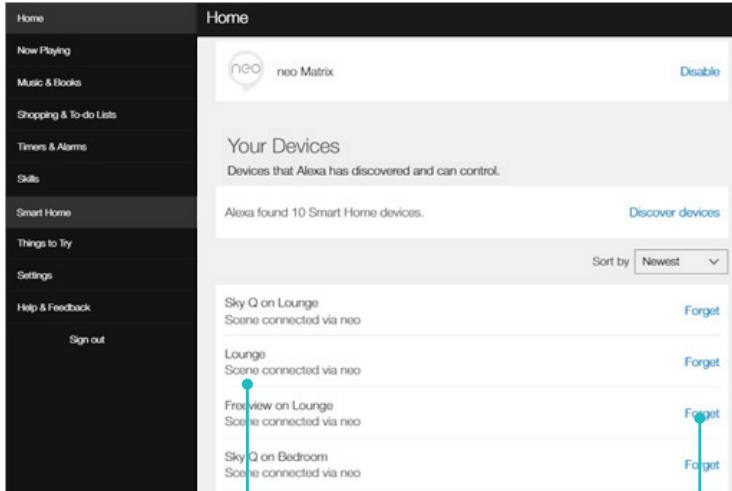 Home
Now Playing
Music & Books
Shopping & To-do Lists
Timers & Alarms
Skills
Smart Home
Things to Try
Settings
Help & Feedback
Sign out
Home
neo
neo Matrix
Disable
Your Devices
Devices that Alexa has discovered and can control.
Alexa found 10 Smart Home devices.
Discover devices
Sort by Newest
Sky Q on Lounge
Scene connected via neo
Forget
Lounge
Scene connected via neo
Forget
Freeview on Lounge
Scene connected via neo
Forget
Sky Q on Bedroom
Scene connected via neo
Forget